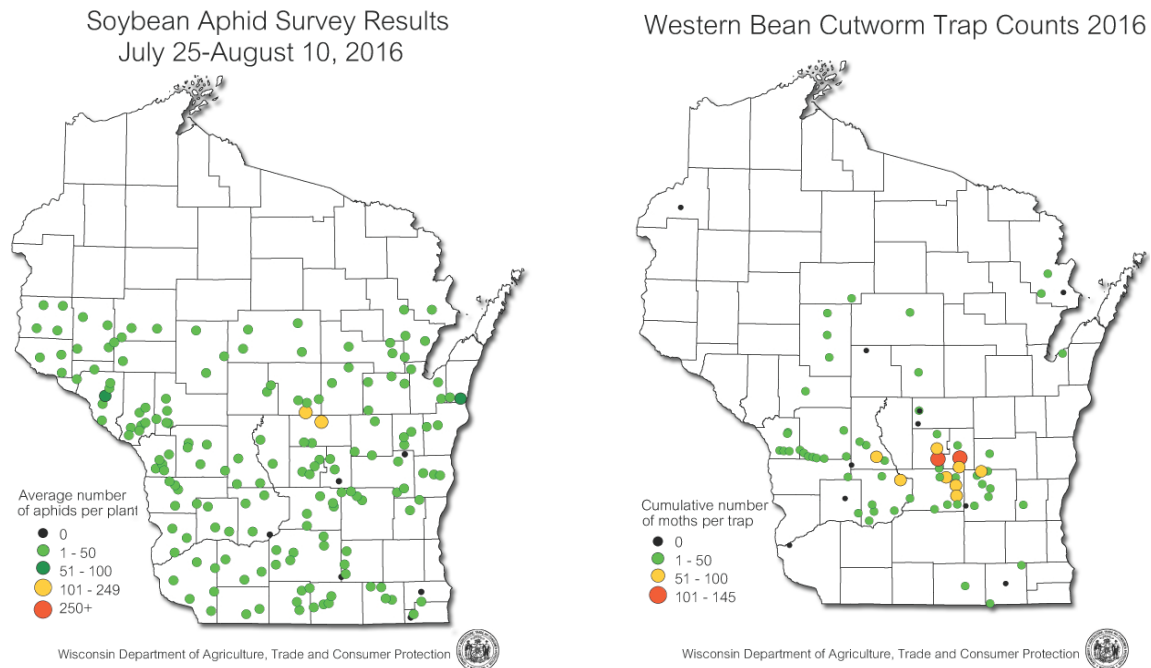 Soybean Aphid Survey Results
July 25-August 10, 2016
Average number
of aphids per plant
0
1 - 50
51 - 100
101 - 249
250+
Wisconsin Department of Agriculture, Trade and Consumer Protection
Western Bean Cutworm Trap Counts 2016
Cumulative number
of moths per trap
0
1 - 50
51 - 100
101 - 145
Wisconsin Department of Agriculture, Trade and Consumer Protection